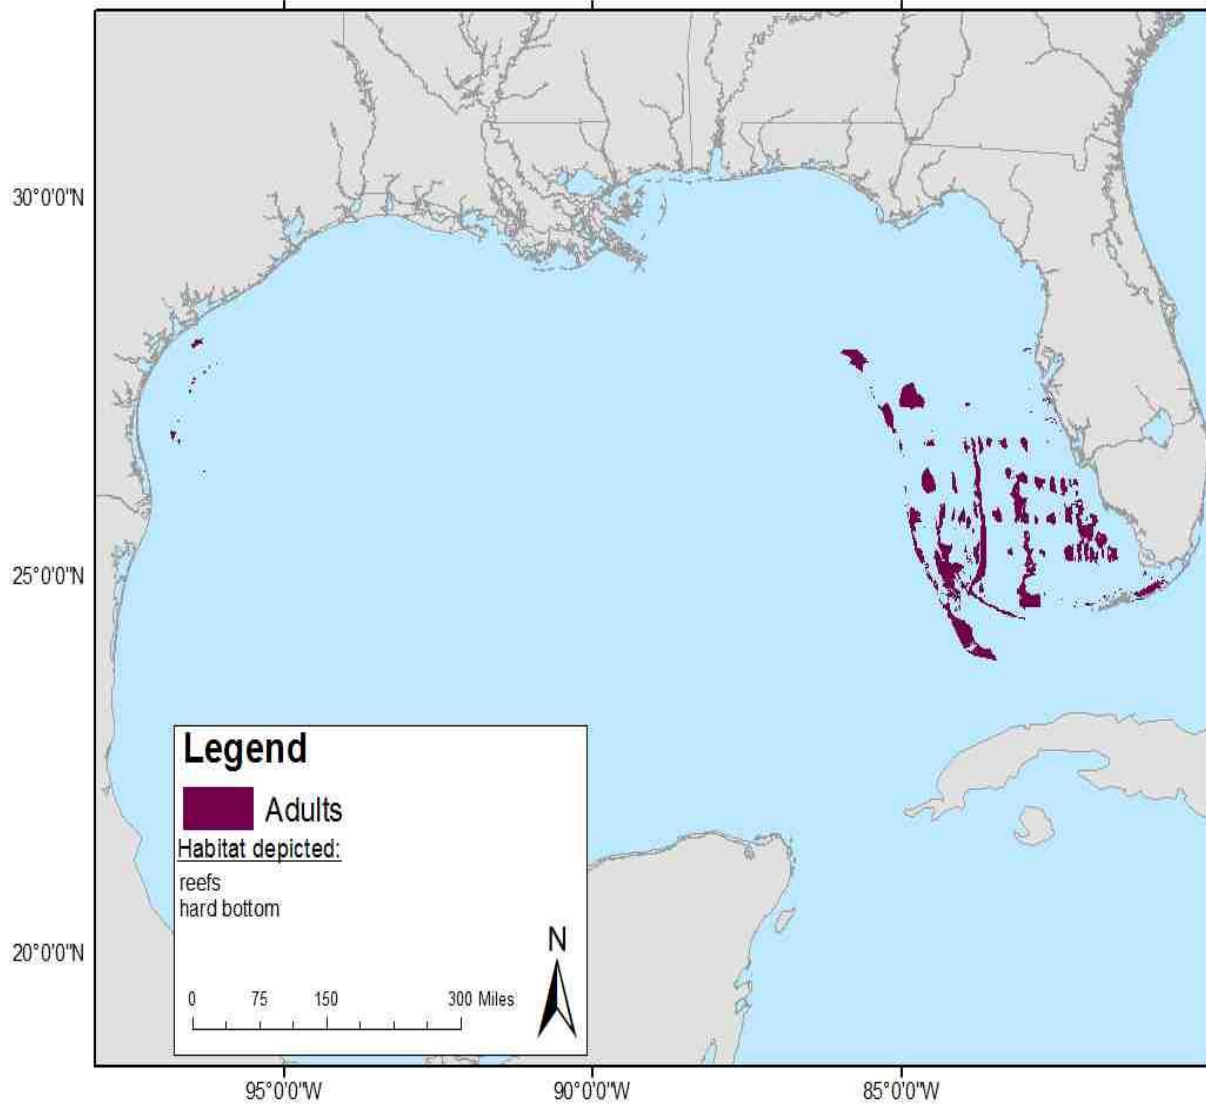 30°0'0"N
25°0'0"N
20°0'0"N
Legend
Adults
Habitat depicted:
reefs
hard bottom
N
0 75 150 300 Miles
95°0'0"W 90°0'0"W 85°0'0"W